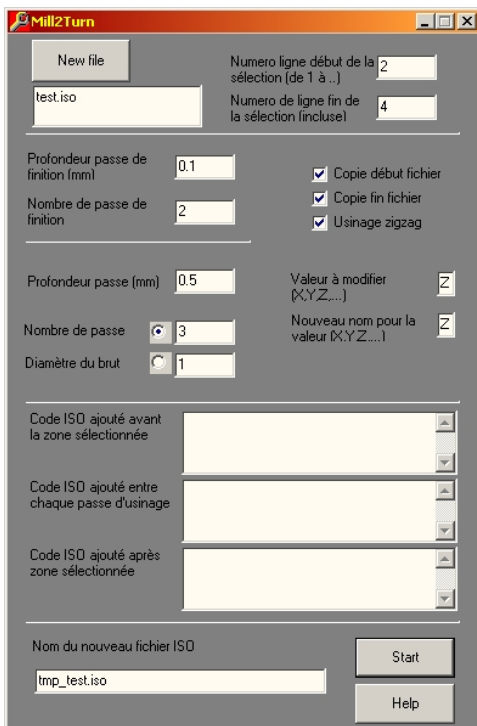 Mill2Turn
New file
test.iso
Numero ligne début de la
sélection (de 1 à ..)
2
Numero de ligne fin de
la sélection (incluse)
4
Profondeur passe de
finition (mm)
0.1
Nombre de passe de
finition
2
Copie début fichier
Copie fin fichier
Usinage zigzag
Profondeur passe (mm)
0.5
Nombre de passe
3
Diamètre du brut
1
Valeur à modifier
(X,Y,Z,...)
Z
Nouveau nom pour la
valeur (X,Y,Z,...)
Z
Code ISO ajouté avant
la zone sélectionnée
Code ISO ajouté entre
chaque passe d'usinage
Code ISO ajouté après
zone sélectionnée
Nom du nouveau fichier ISO
tmp_test.iso
Start
Help